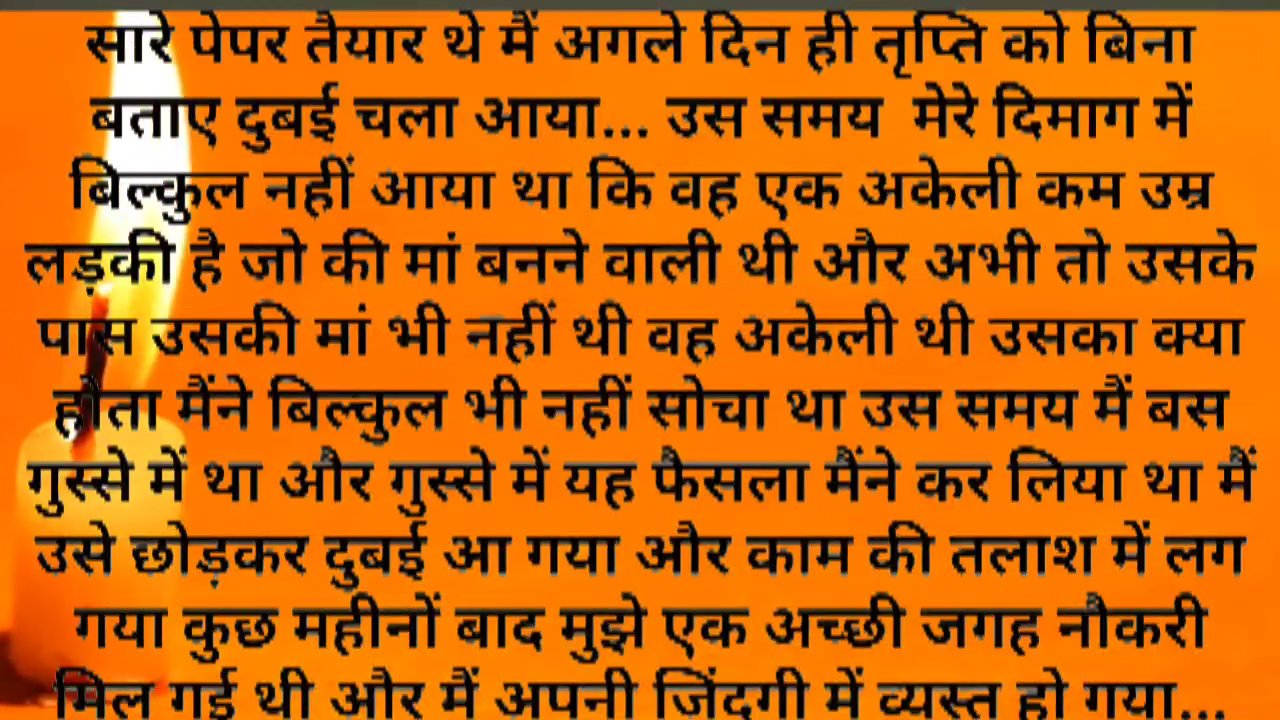 सारे पेपर तैयार थे मैं अगले दिन ही तृप्ति को बिना
बताए दुबई चला आया... उस समय मेरे दिमाग में
बिल्कुल नहीं आया था कि वह एक अकेली कम उम्र
लड़की है जो की मां बनने वाली थी और अभी तो उसके
पास उसकी मां भी नहीं थी वह अकेली थी उसका क्या
होता मैंने बिल्कुल भी नहीं सोचा था उस समय मैं बस
गुस्से में था और गुस्से में यह फैसला मैंने कर लिया था मैं
उसे छोड़कर दुबई आ गया और काम की तलाश में लग
गया कुछ महीनों बाद मुझे एक अच्छी जगह नौकरी
मिल गई थी और मैं अपनी जिंदगी में व्यस्त हो गया...